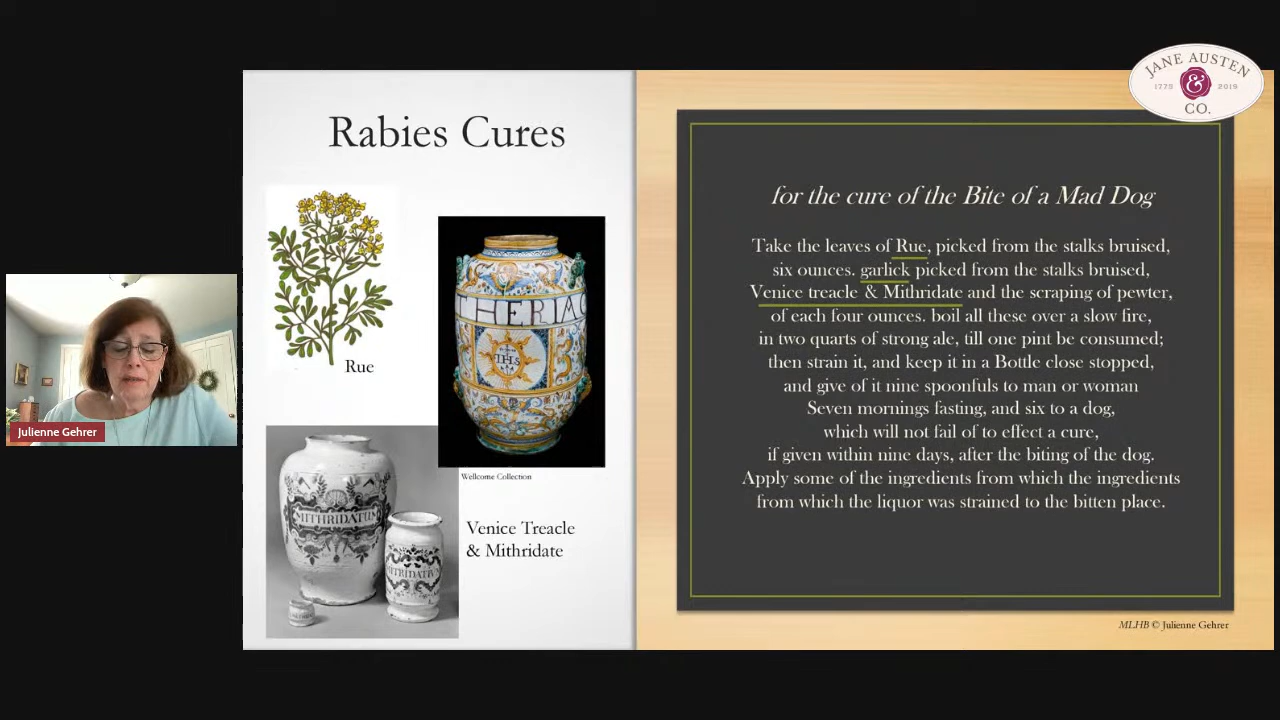 JANE AUSTEN
1775 & 2019
CO.
Rabies Cures
Rue
THERIAC
IHS
Wellcome Collection
MITHRIDATIUM
MITRIDATIUM
Venice Treacle
& Mithridate
for the cure of the Bite of a Mad Dog
Take the leaves of Rue, picked from the stalks bruised,
six ounces. garlick picked from the stalks bruised,
Venice treacle & Mithridate and the scraping of pewter,
of each four ounces. boil all these over a slow fire,
in two quarts of strong ale, till one pint be consumed;
then strain it, and keep it in a Bottle close stopped,
and give of it nine spoonfuls to man or woman
Seven mornings fasting, and six to a dog,
which will not fail of to effect a cure,
if given within nine days, after the biting of the dog.
Apply some of the ingredients from which the ingredients
from which the liquor was strained to the bitten place.
MLHB © Julienne Gehrer
Julienne Gehrer